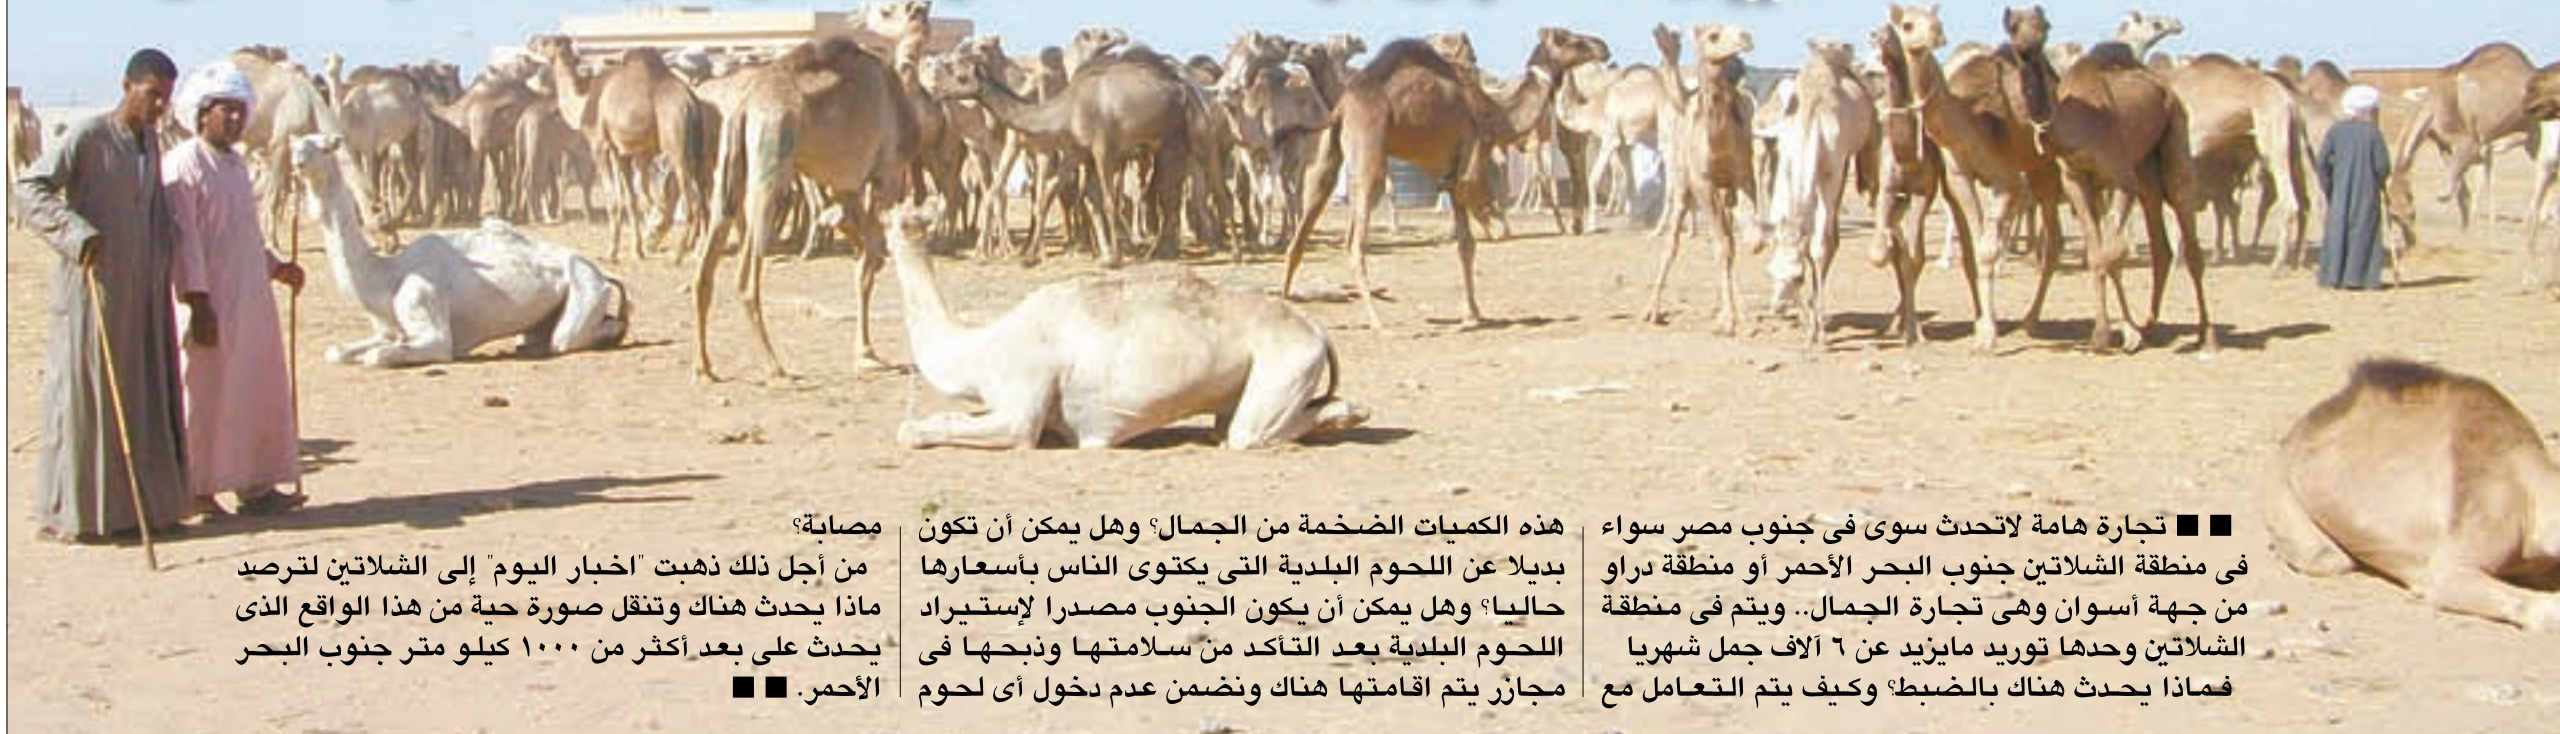 ■ ■ تجارة هامة لاتحدث سوى فى جنوب مصر سواء
فى منطقة الشلاتين جنوب البحر الأحمر أو منطقة دراو
من جهة أسوان وهى تجارة الجمال.. ويتم فى منطقة
الشلاتين وحدها توريد مايزيد عن ٦ آلاف جمل شهريا
فماذا يحدث هناك بالضبط؟ وكيف يتم التعامل مع
هذه الكميات الضخمة من الجمال؟ وهل يمكن أن تكون
بديلا عن اللحوم البلدية التى يكتوى الناس بأسعارها
حاليا؟ وهل يمكن أن يكون الجنوب مصدرا لإستيراد
اللحوم البلدية بعد التأكد من سلامتها وذبحها فى
مجازر يتم اقامتها هناك ونضمن عدم دخول أى لحوم
مصابة؟
من أجل ذلك ذهبت "اخبار اليوم" إلى الشلاتين لترصد
ماذا يحدث هناك وتنقل صورة حية من هذا الواقع الذى
يحدث على بعد أكثر من ١٠٠٠ كيلو متر جنوب البحر
الأحمر. ■ ■